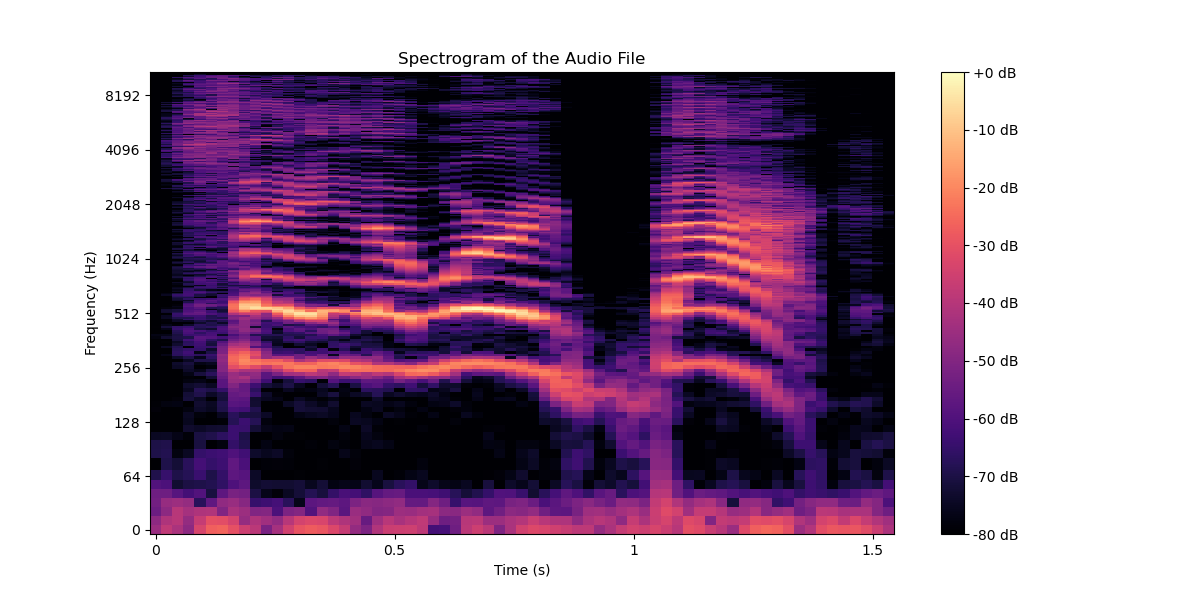 Spectrogram of the Audio File
Frequency (Hz)
8192
4096
2048
1024
512
256
128
64
0
0 0.5 1 1.5
Time (s)
+0 dB
-10 dB
-20 dB
-30 dB
-40 dB
-50 dB
-60 dB
-70 dB
-80 dB